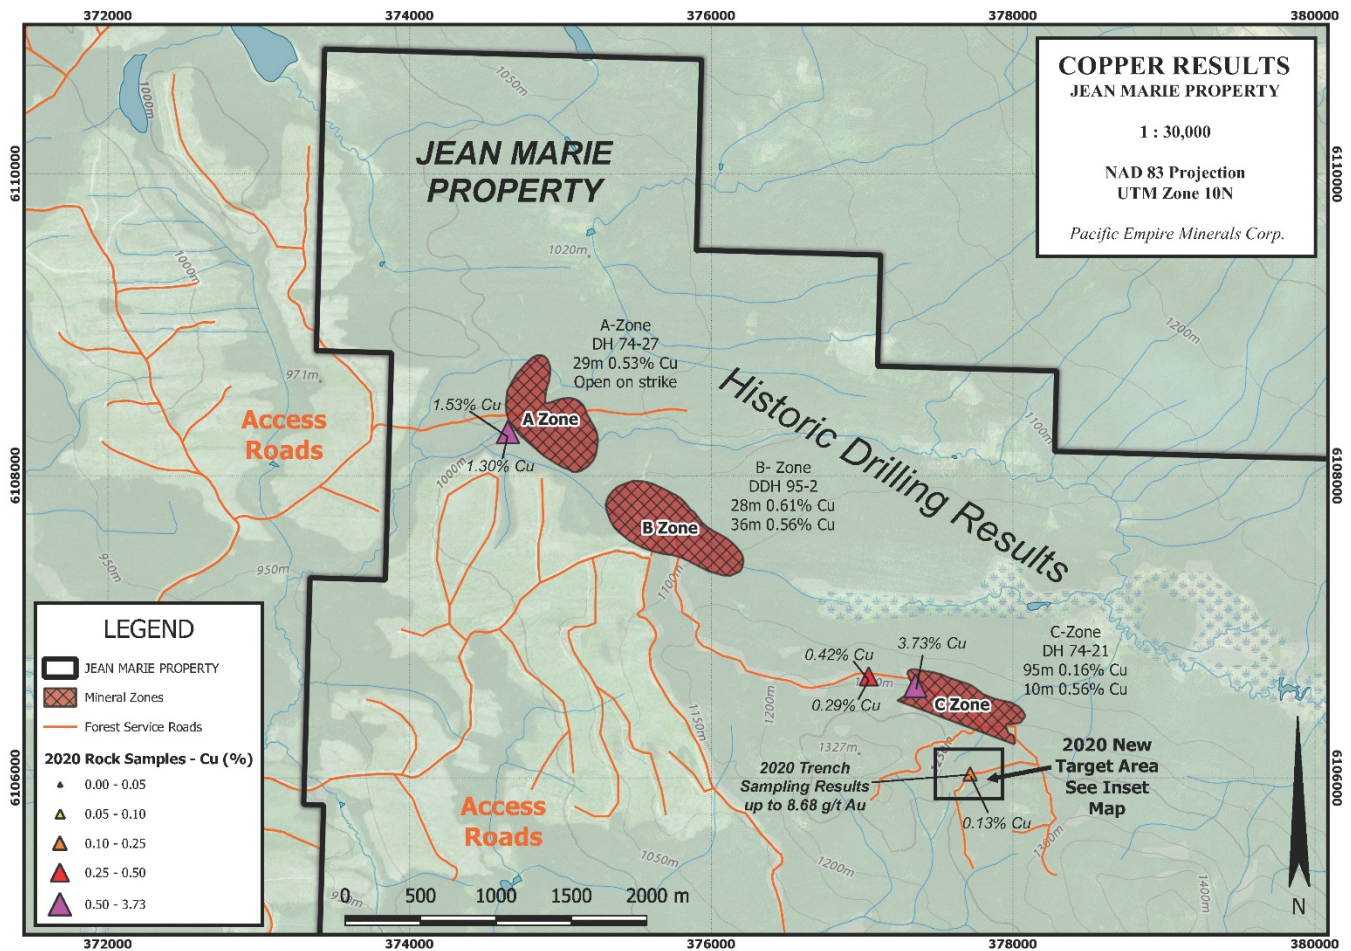 372000
374000
376000
378000
380000
COPPER RESULTS
JEAN MARIE PROPERTY
1 : 30,000
NAD 83 Projection
UTM Zone 10N
Pacific Empire Minerals Corp.
JEAN MARIE
PROPERTY
6110000
6110000
1000m
1050m
1000m
1020m
1200m
971m
A-Zone
DH 74-27
29m 0.53% Cu
Open on strike
Historic Drilling Results
1.53% Cu
A Zone
1.30% Cu
Access
Roads
1100m
1000m
6108000
6108000
B- Zone
DDH 95-2
28m 0.61% Cu
36m 0.56% Cu
B Zone
950m
950m
1100m
LEGEND
JEAN MARIE PROPERTY
Mineral Zones
Forest Service Roads
2020 Rock Samples - Cu (%)
0.00 - 0.05
0.05 - 0.10
0.10 - 0.25
0.25 - 0.50
0.50 - 3.73
C-Zone
DH 74-21
95m 0.16% Cu
10m 0.56% Cu
0.42% Cu
3.73% Cu
0.29% Cu
C Zone
1200m
1150m
1327m
2020 Trench
Sampling Results
up to 8.68 g/t Au
2020 New
Target Area
See Inset
Map
0.13% Cu
6106000
6106000
Access
Roads
1050m
1200m
1300m
1400m
0
500
1000
1500
2000 m
N
372000
374000
376000
378000
380000